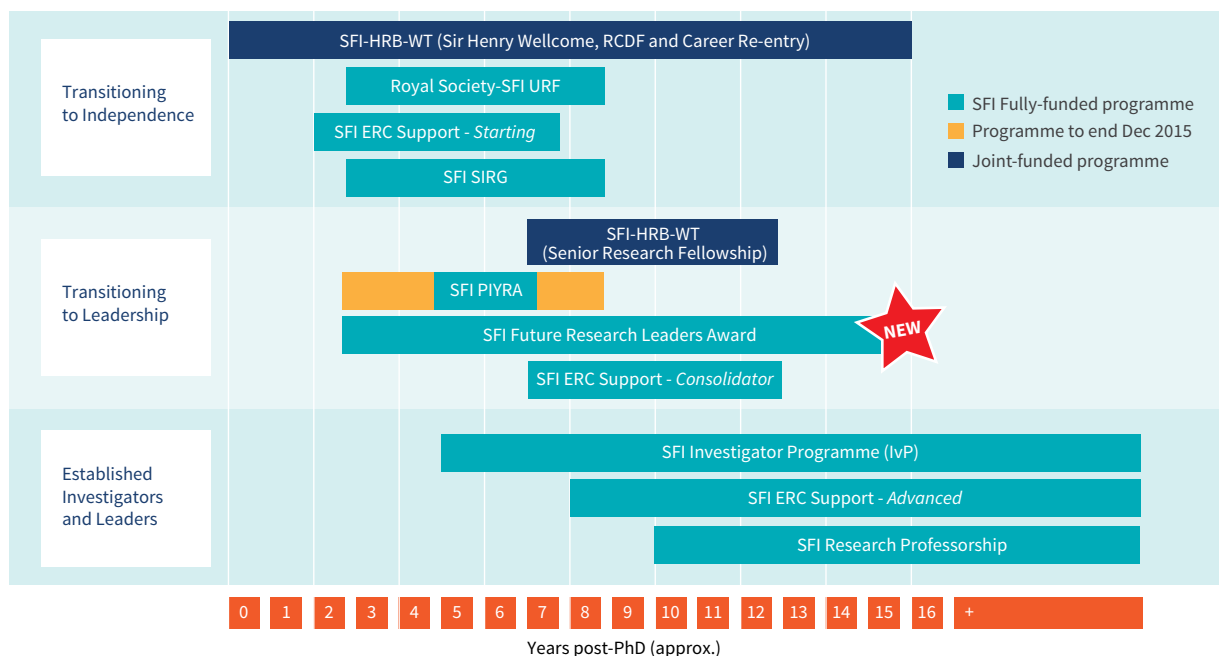 Transitioning
to Independence
SFI-HRB-WT (Sir Henry Wellcome, RCDF and Career Re-entry)
Royal Society-SFI URF
SFI ERC Support - Starting
SFI SIRG
SFI Fully-funded programme
Programme to end Dec 2015
Joint-funded programme
Transitioning
to Leadership
SFI-HRB-WT
(Senior Research Fellowship)
SFI PIYRA
SFI Future Research Leaders Award
NEW
SFI ERC Support - Consolidator
Established
Investigators
and Leaders
SFI Investigator Programme (IvP)
SFI ERC Support - Advanced
SFI Research Professorship
0 1 2 3 4 5 6 7 8 9 10 11 12 13 14 15 16 +
Years post-PhD (approx.)